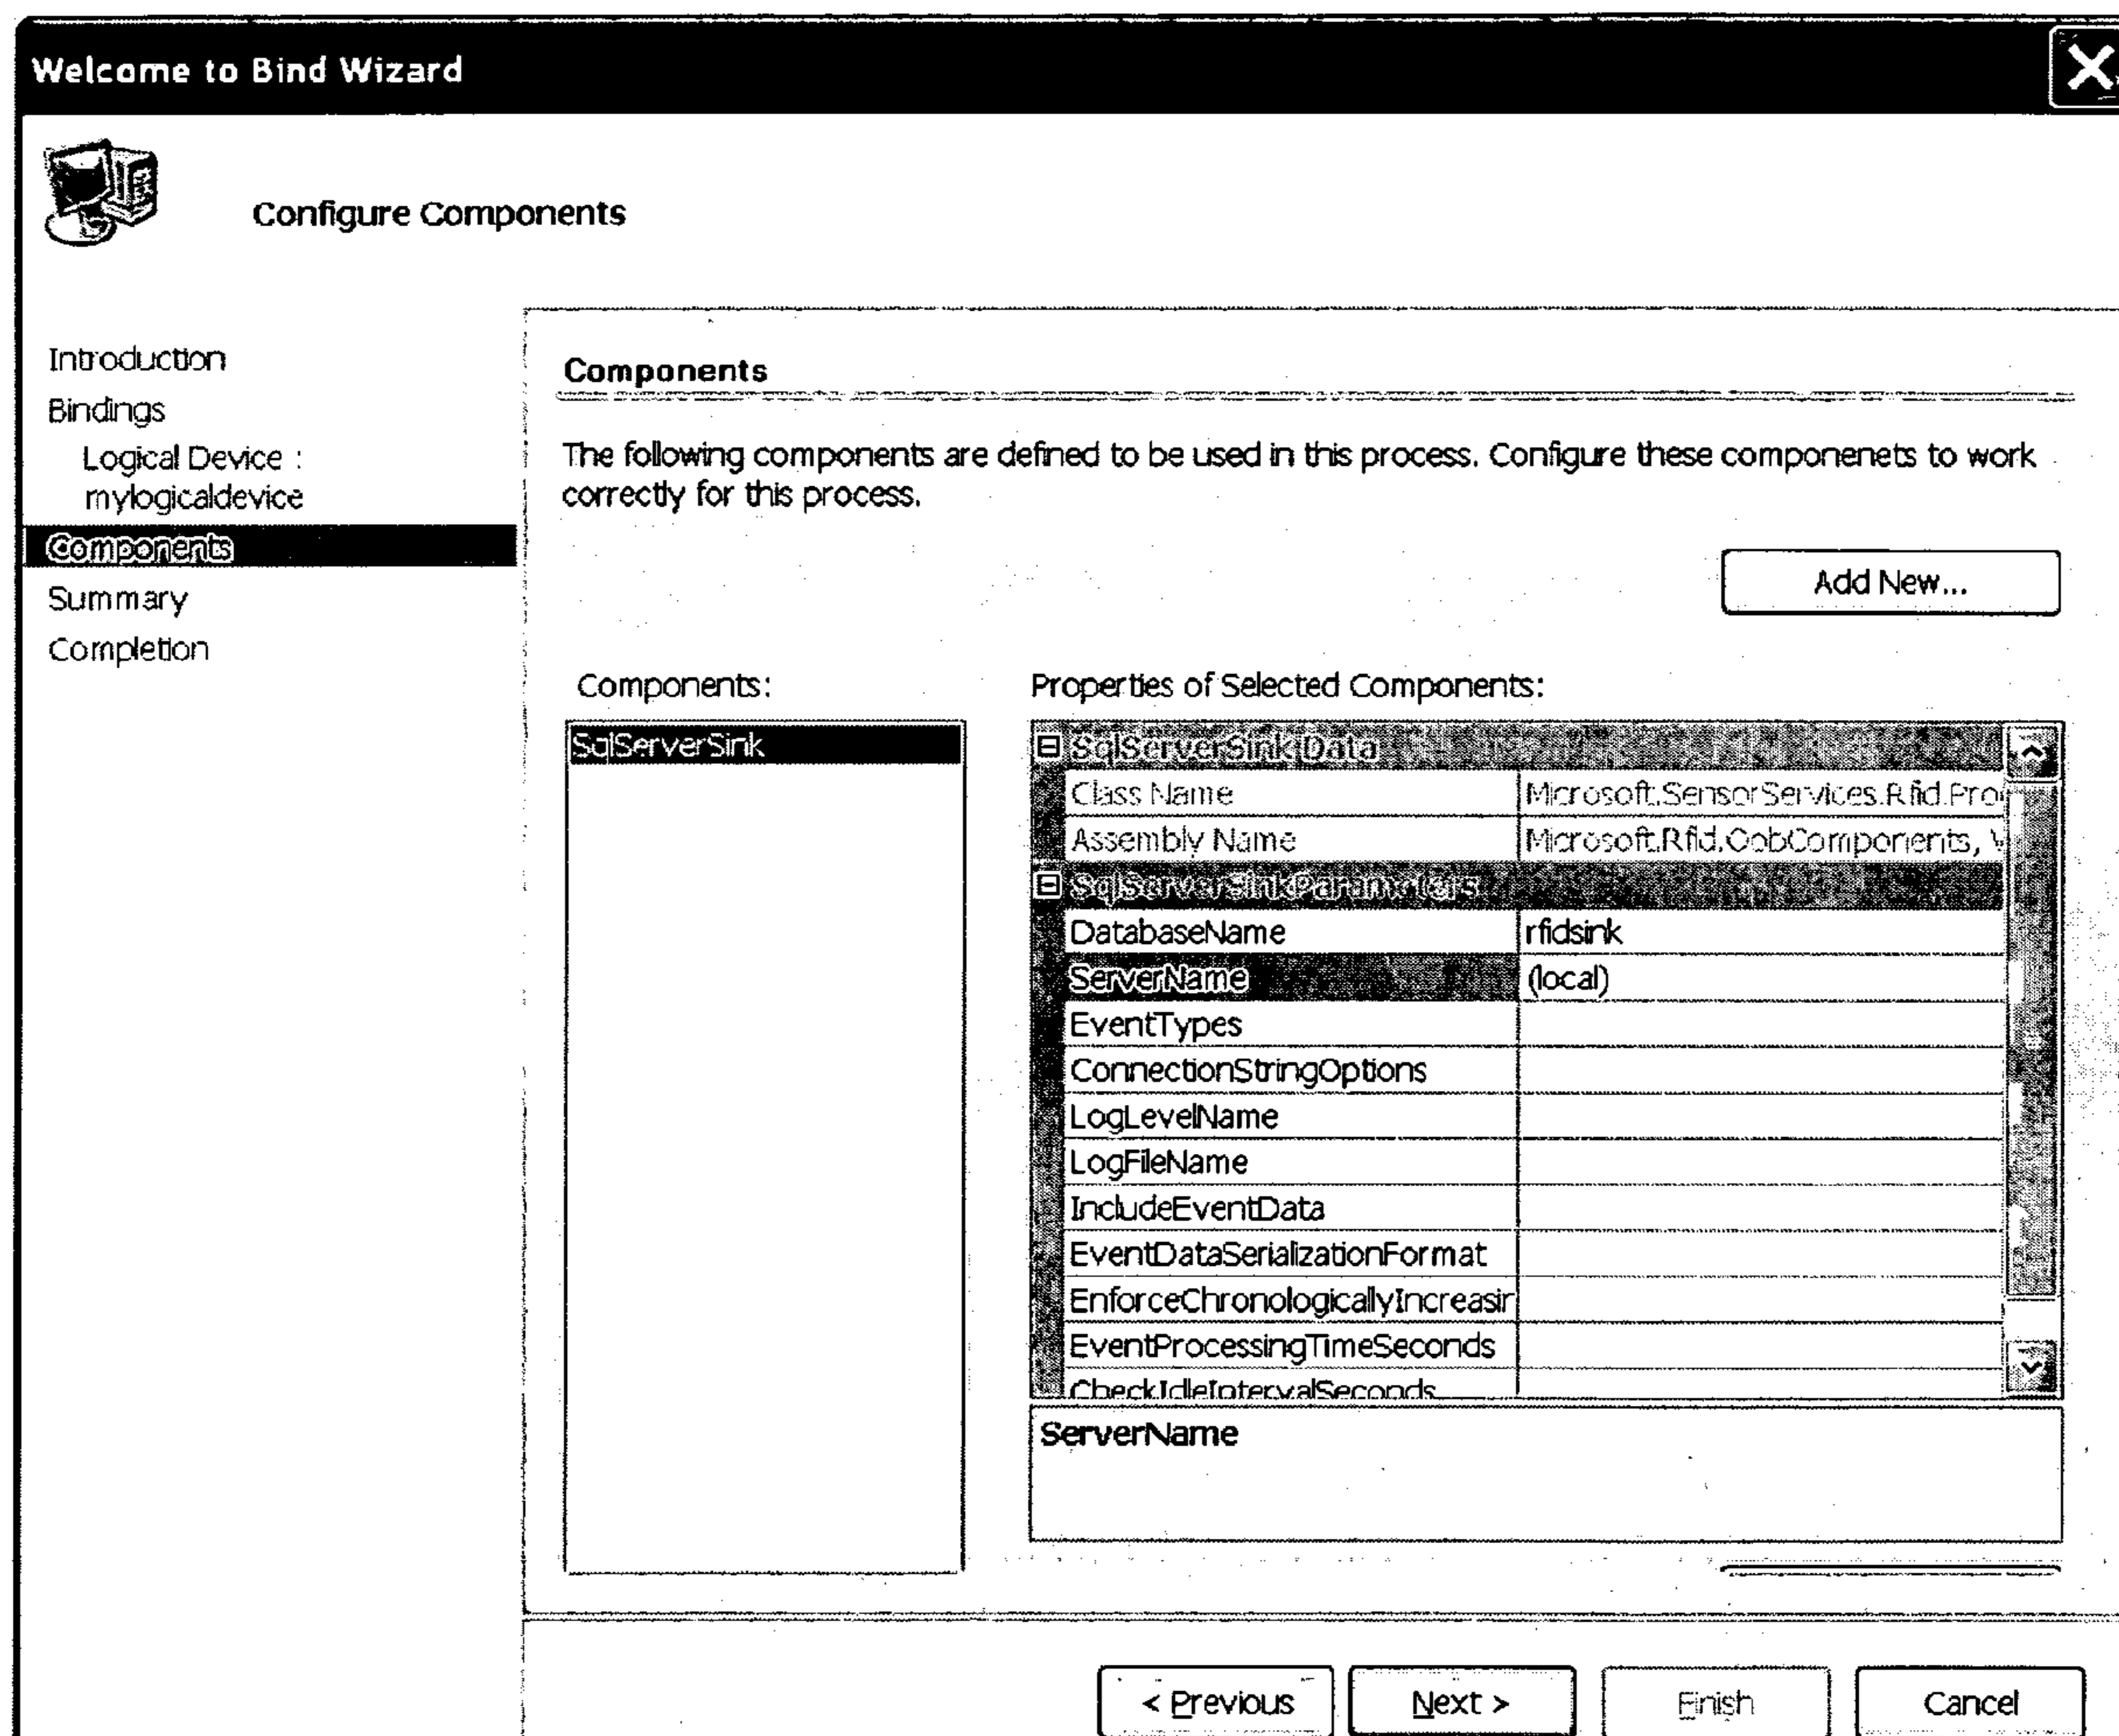 Welcome to Bind Wizard
Configure Components
Introduction
Bindings
Logical Device :
mylogicaldevice
Components
Summary
Completion
Components
The following components are defined to be used in this process. Configure these componenets to work
correctly for this process.
Add New...
Components:
SqlServerSink
Properties of Selected Components:
SqlServerSink Data
Class Name Microsoft.SensorServices.Rfid.Pro
Assembly Name Microsoft.Rfid.OobComponents, V
SqlServerSinkParameters
DatabaseName rfidsink
ServerName (local)
EventTypes
ConnectionStringOptions
LogLevelName
LogFileName
IncludeEventData
EventDataSerializationFormat
EnforceChronologicallyIncreasin
EventProcessingTimeSeconds
CheckIdleIntervalSeconds
ServerName
< Previous
Next >
Finish
Cancel